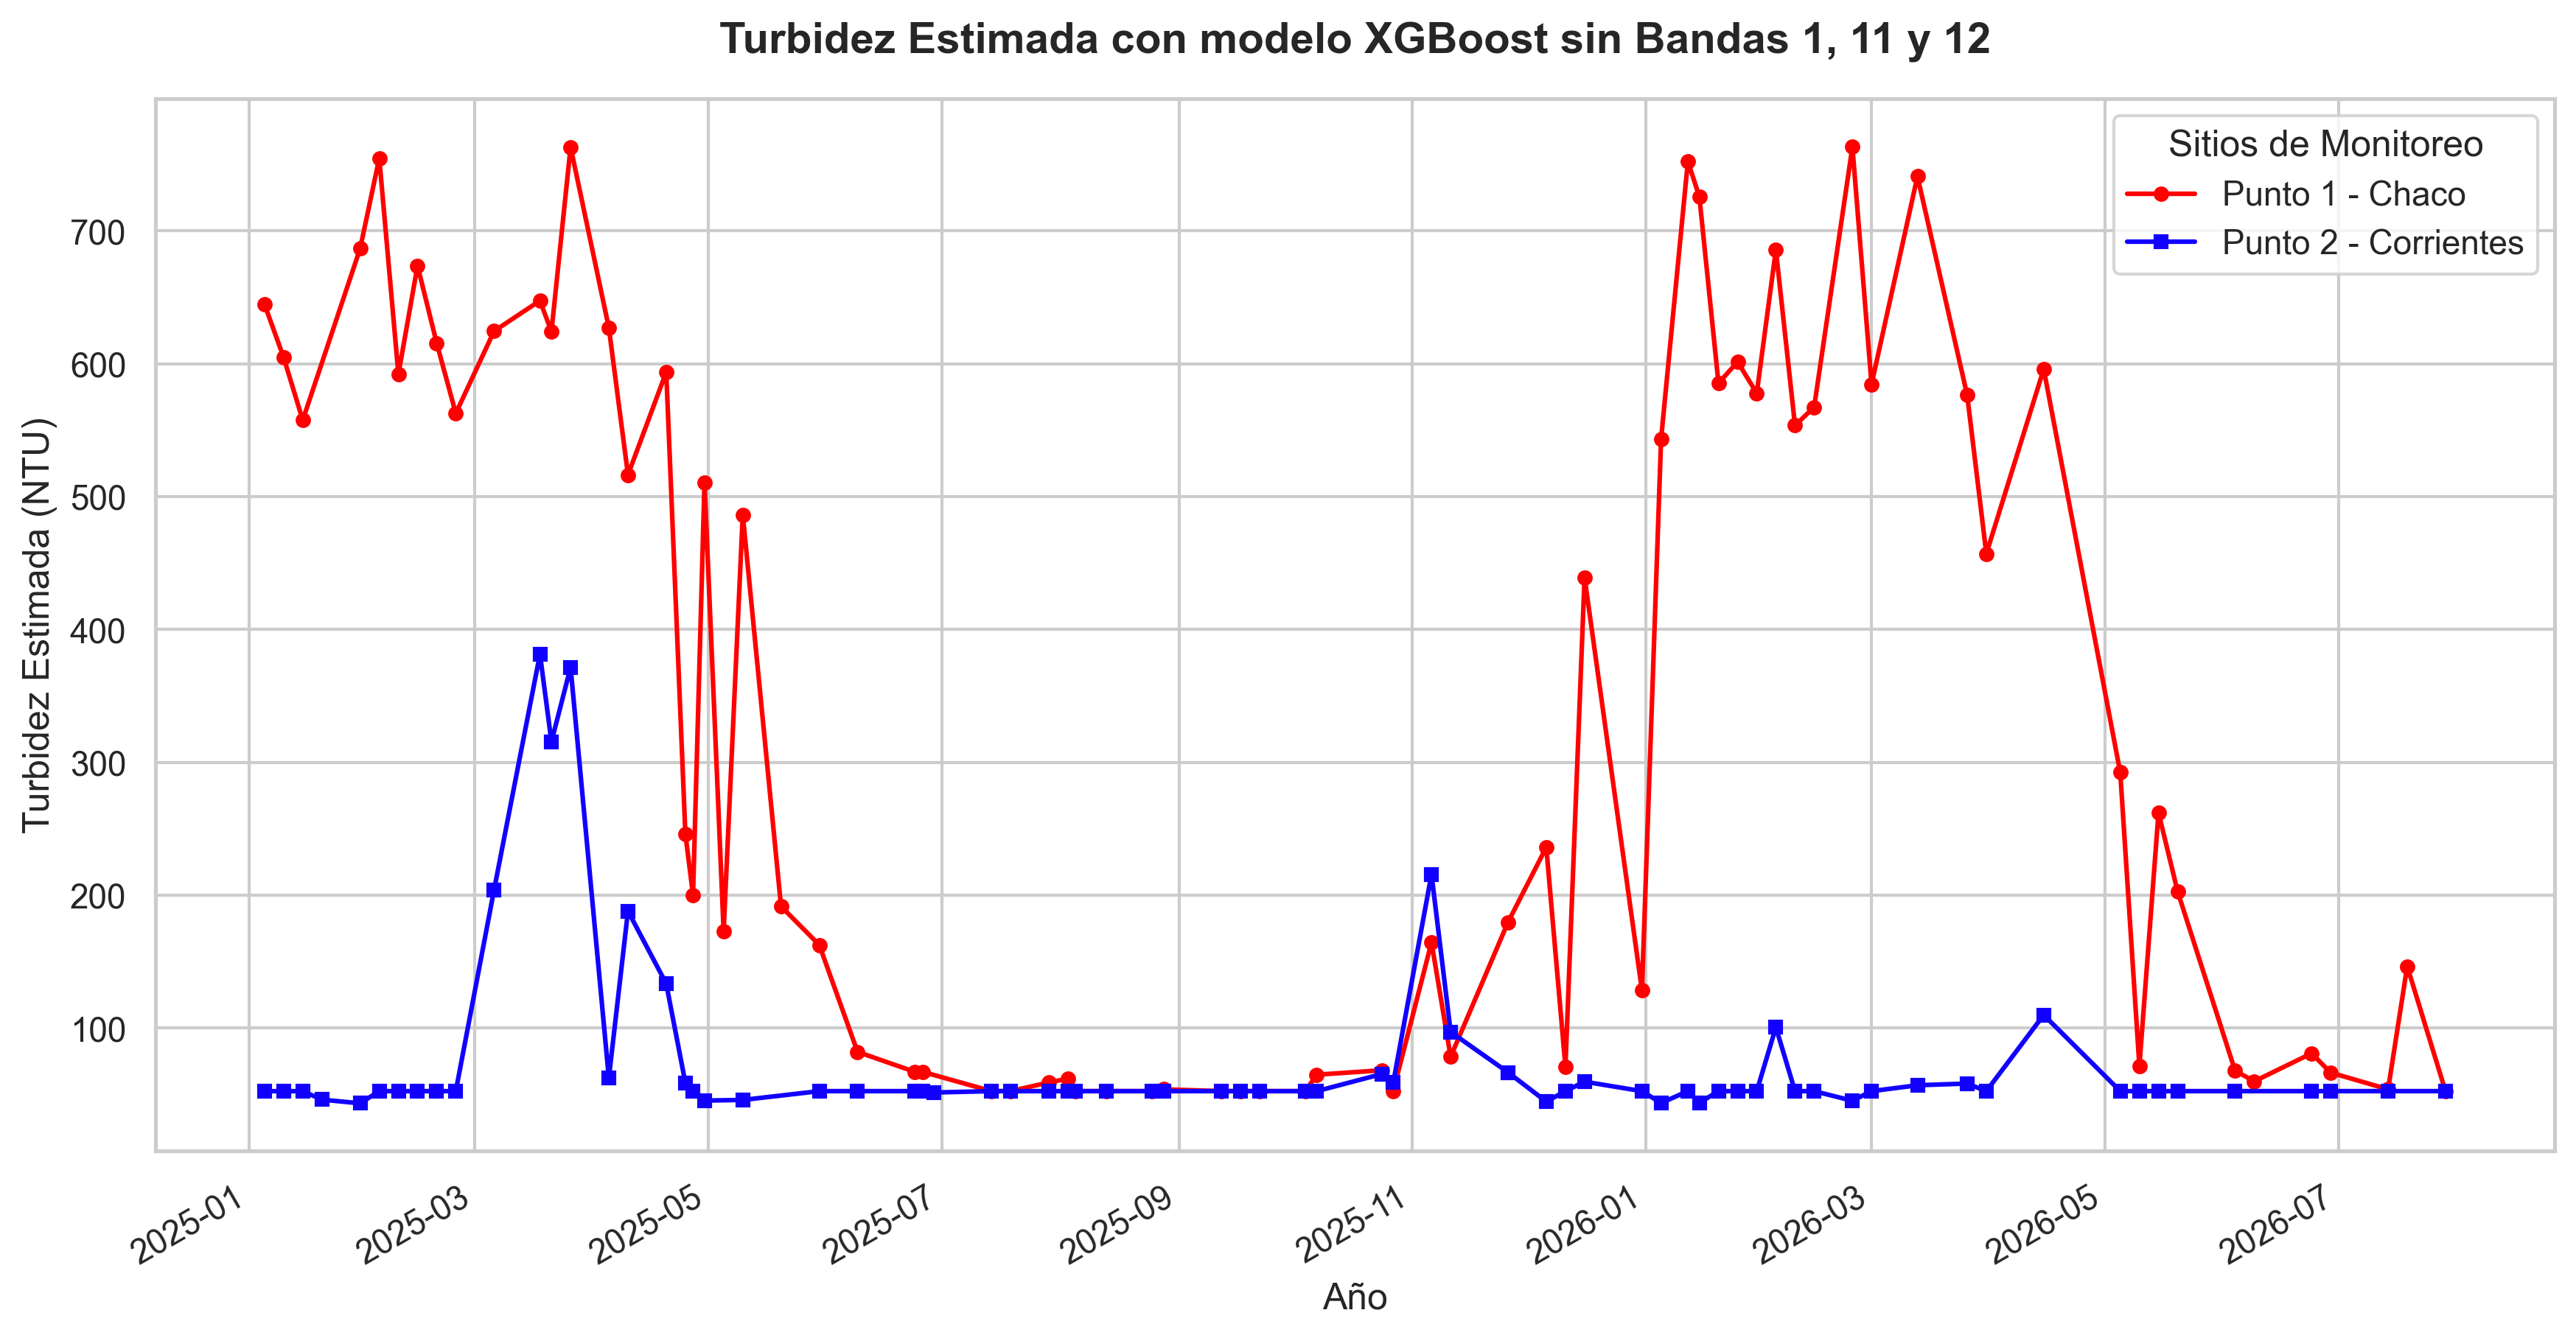 Turbidez Estimada con modelo XGBoost sin Bandas 1, 11 y 12
Sitios de Monitoreo
Punto 1 - Chaco
Punto 2 - Corrientes
Turbidez Estimada (NTU)
700
600
500
400
300
200
100
2025-01
2025-03
2025-05
2025-07
2025-09
2025-11
2026-01
2026-03
2026-05
2026-07
Año